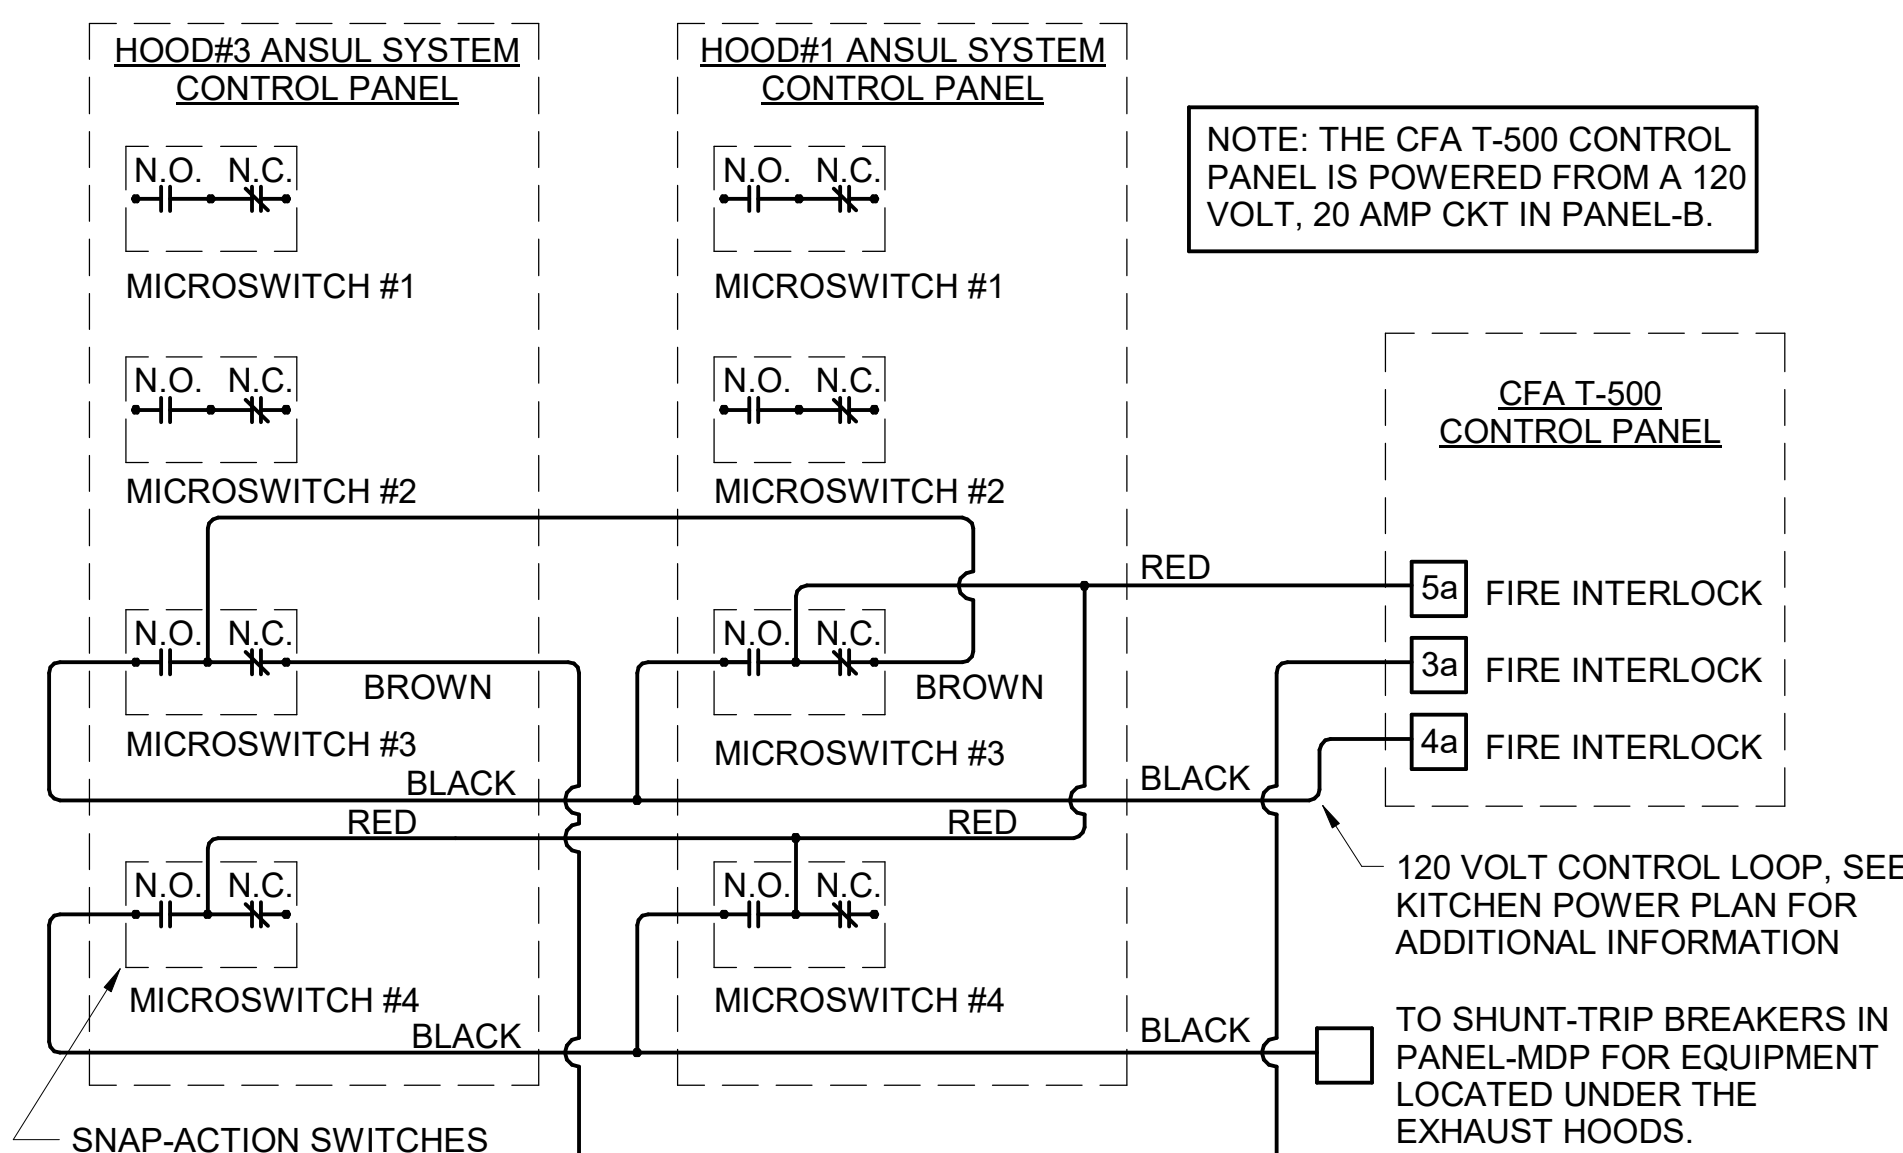 HOOD#3 ANSUL SYSTEM
CONTROL PANEL
N.O. N.C.
MICROSWITCH #1
N.O. N.C.
MICROSWITCH #2
N.O. N.C.
BROWN
MICROSWITCH #3
BLACK
RED
N.O. N.C.
MICROSWITCH #4
BLACK
SNAP-ACTION SWITCHES
HOOD#1 ANSUL SYSTEM
CONTROL PANEL
N.O. N.C.
MICROSWITCH #1
N.O. N.C.
MICROSWITCH #2
N.O. N.C.
BROWN
MICROSWITCH #3
RED
N.O. N.C.
MICROSWITCH #4
RED
BLACK
BLACK
NOTE: THE CFA T-500 CONTROL
PANEL IS POWERED FROM A 120
VOLT, 20 AMP CKT IN PANEL-B.
CFA T-500
CONTROL PANEL
5a FIRE INTERLOCK
3a FIRE INTERLOCK
4a FIRE INTERLOCK
120 VOLT CONTROL LOOP, SEE
KITCHEN POWER PLAN FOR
ADDITIONAL INFORMATION
TO SHUNT-TRIP BREAKERS IN
PANEL-MDP FOR EQUIPMENT
LOCATED UNDER THE
EXHAUST HOODS.